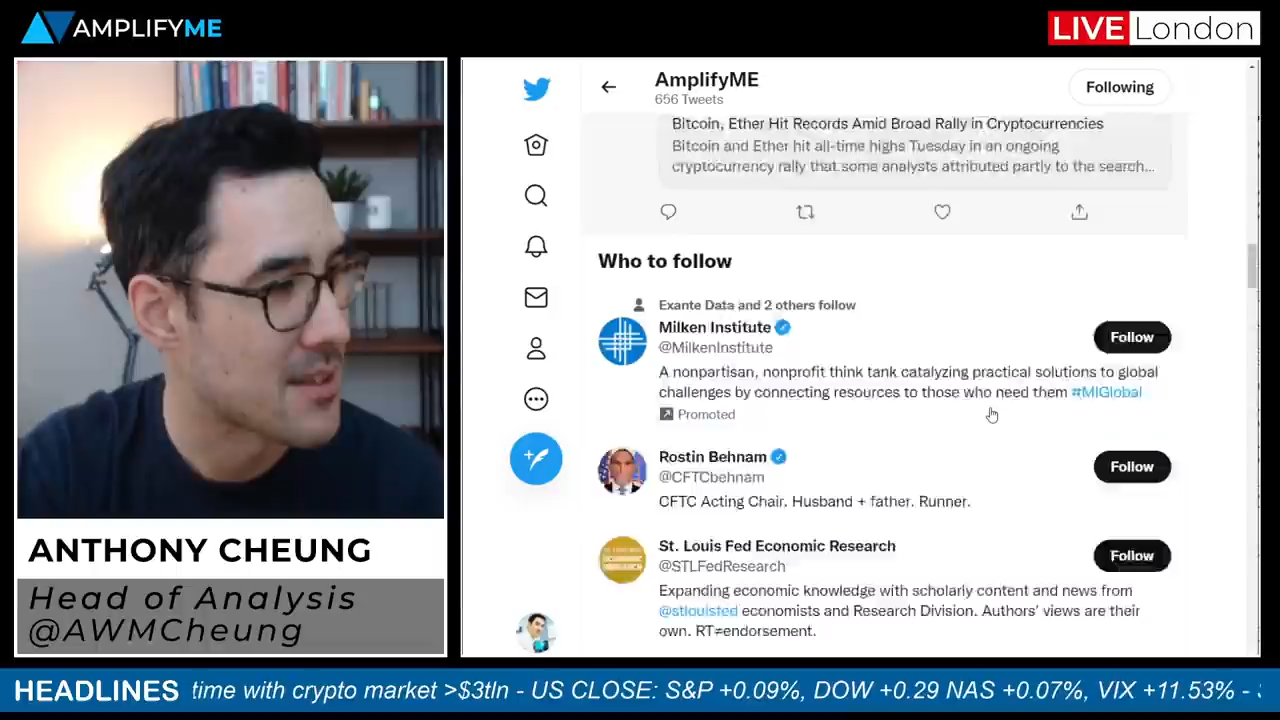 AMPLIFYME
LIVE London
AmplifyME
656 Tweets
Following
Bitcoin, Ether Hit Records Amid Broad Rally in Cryptocurrencies
Bitcoin and Ether hit all-time highs Tuesday in an ongoing
cryptocurrency rally that some analysts attributed partly to the search...
Who to follow
Exante Data and 2 others follow
Milken Institute
@MilkenInstitute
Follow
A nonpartisan, nonprofit think tank catalyzing practical solutions to global
challenges by connecting resources to those who need them #MIGlobal
Promoted
Rostin Behnam
@CFTCbehnam
Follow
CFTC Acting Chair. Husband + father. Runner.
St. Louis Fed Economic Research
@STLFedResearch
Follow
Expanding economic knowledge with scholarly content and news from
@stlouisfed economists and Research Division. Authors’ views are their
own. RT≠endorsement.
ANTHONY CHEUNG
Head of Analysis
@AWMCheung
HEADLINES time with crypto market >$3tln - US CLOSE: S&P +0.09%, DOW +0.29 NAS +0.07%, VIX +11.53% -